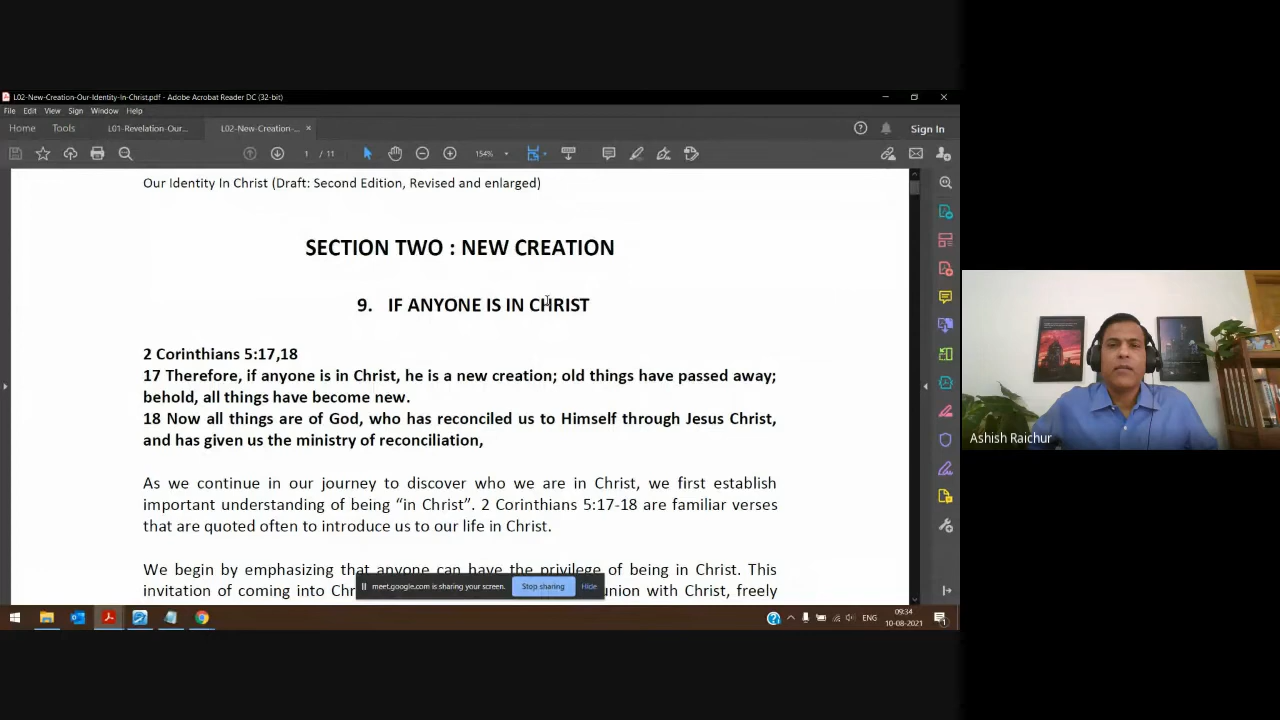 L02-New-Creation-Our-Identity-In-Christ.pdf - Adobe Acrobat Reader DC (32-bit)
File Edit View Sign Window Help
Home Tools L01-Revelation-Our... L02-New-Creation-... × Sign In
1 / 11 154%
Our Identity In Christ (Draft: Second Edition, Revised and enlarged)
SECTION TWO : NEW CREATION
9. IF ANYONE IS IN CHRIST
2 Corinthians 5:17,18
17 Therefore, if anyone is in Christ, he is a new creation; old things have passed away;
behold, all things have become new.
18 Now all things are of God, who has reconciled us to Himself through Jesus Christ,
and has given us the ministry of reconciliation,
As we continue in our journey to discover who we are in Christ, we first establish
important understanding of being “in Christ”. 2 Corinthians 5:17-18 are familiar verses
that are quoted often to introduce us to our life in Christ.
We begin by emphasizing that anyone can have the privilege of being in Christ. This
invitation of coming into union with Christ, freely
meet.google.com is sharing your screen. Stop sharing Hide
ENG
09:34
10-08-2021
Ashish Raichur